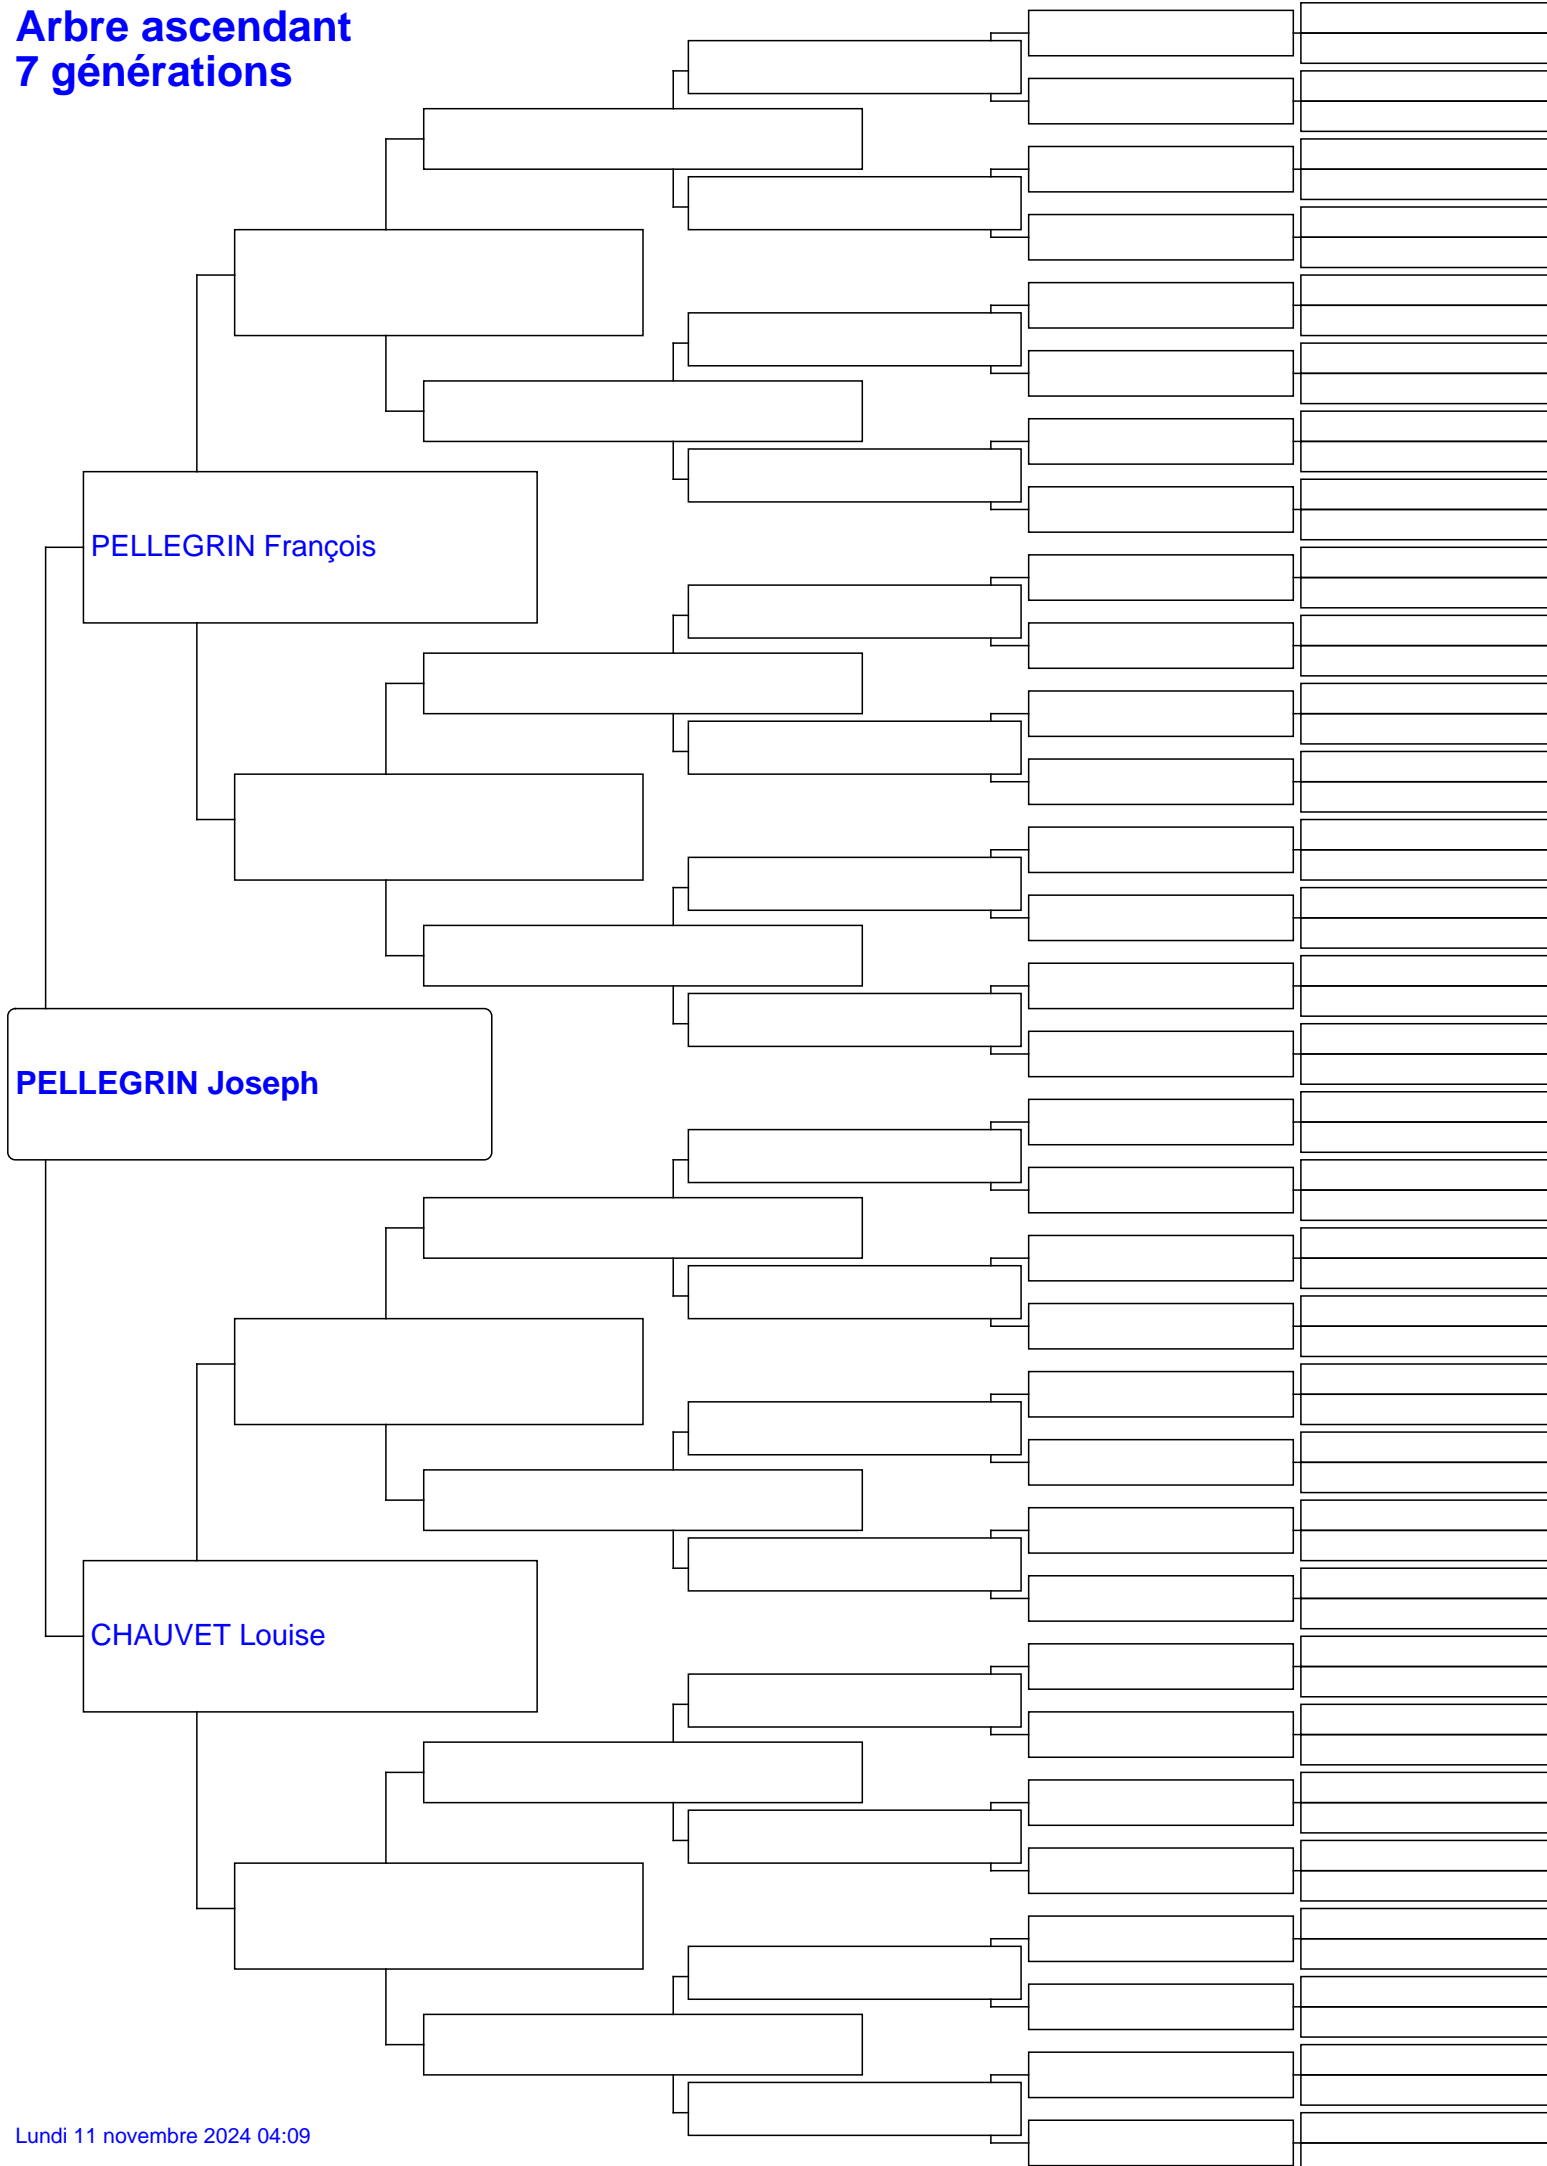 Arbre ascendant
7 générations
PELLEGRIN François
PELLEGRIN Joseph
CHAUVET Louise
Lundi 11 novembre 2024 04:09